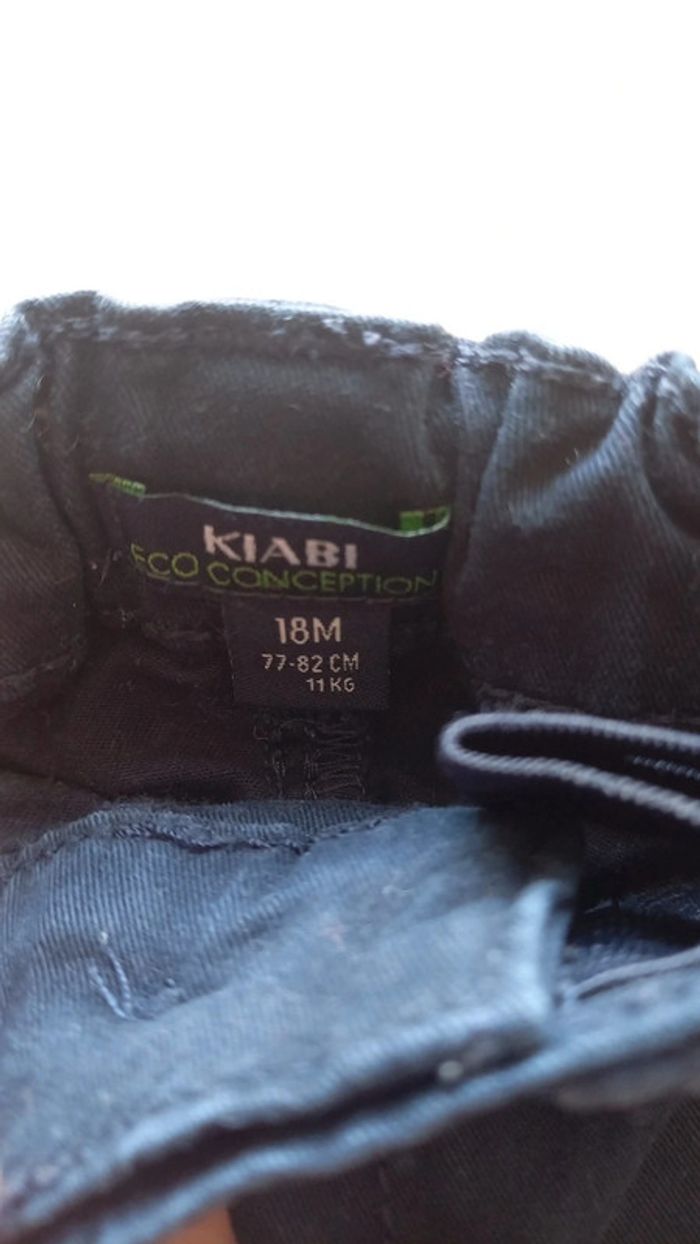 KIABI
ECO CONCEPTION
18M
77-82 CM
11 KG